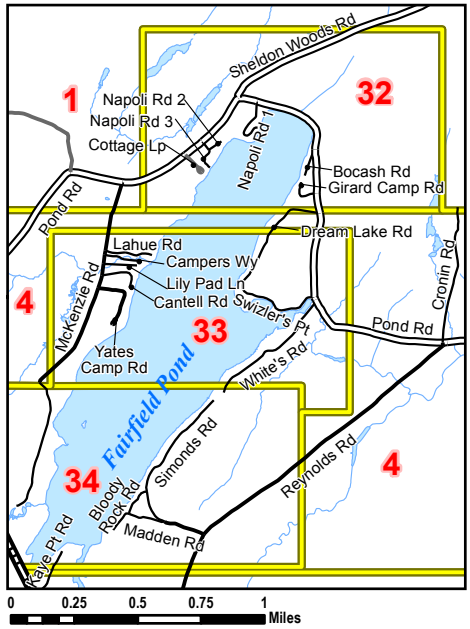 Sheldon Woods Rd
1
32
Napoli Rd 2
Napoli Rd 3
Cottage Lp
Napoli Rd 1
Bocash Rd
Girard Camp Rd
Pond Rd
Dream Lake Rd
Lahue Rd
Campers Wy
Lily Pad Ln
Cantell Rd
McKenzie Rd
Cronin Rd
4
Swizler's Pt
33
Pond Rd
Yates
Camp Rd
White's Rd
Fairfield Pond
Simonds Rd
Reynolds Rd
4
34
Bloody
Rock Rd
Madden Rd
Kaye Pt Rd
0 0.25 0.5 0.75 1
Miles